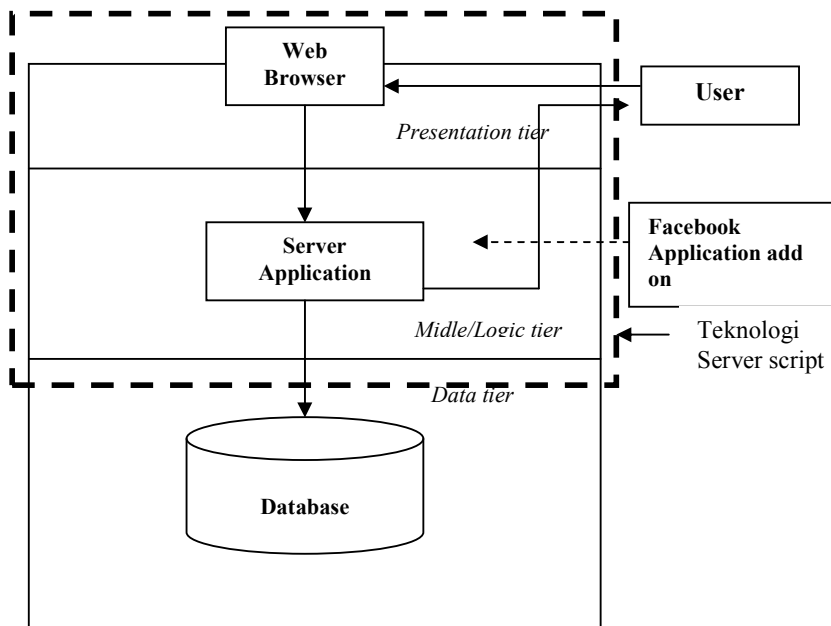 Web
Browser
User
Presentation tier
Facebook
Application add
on
Server
Application
Midle/Logic tier
Teknologi
Server script
Data tier
Database